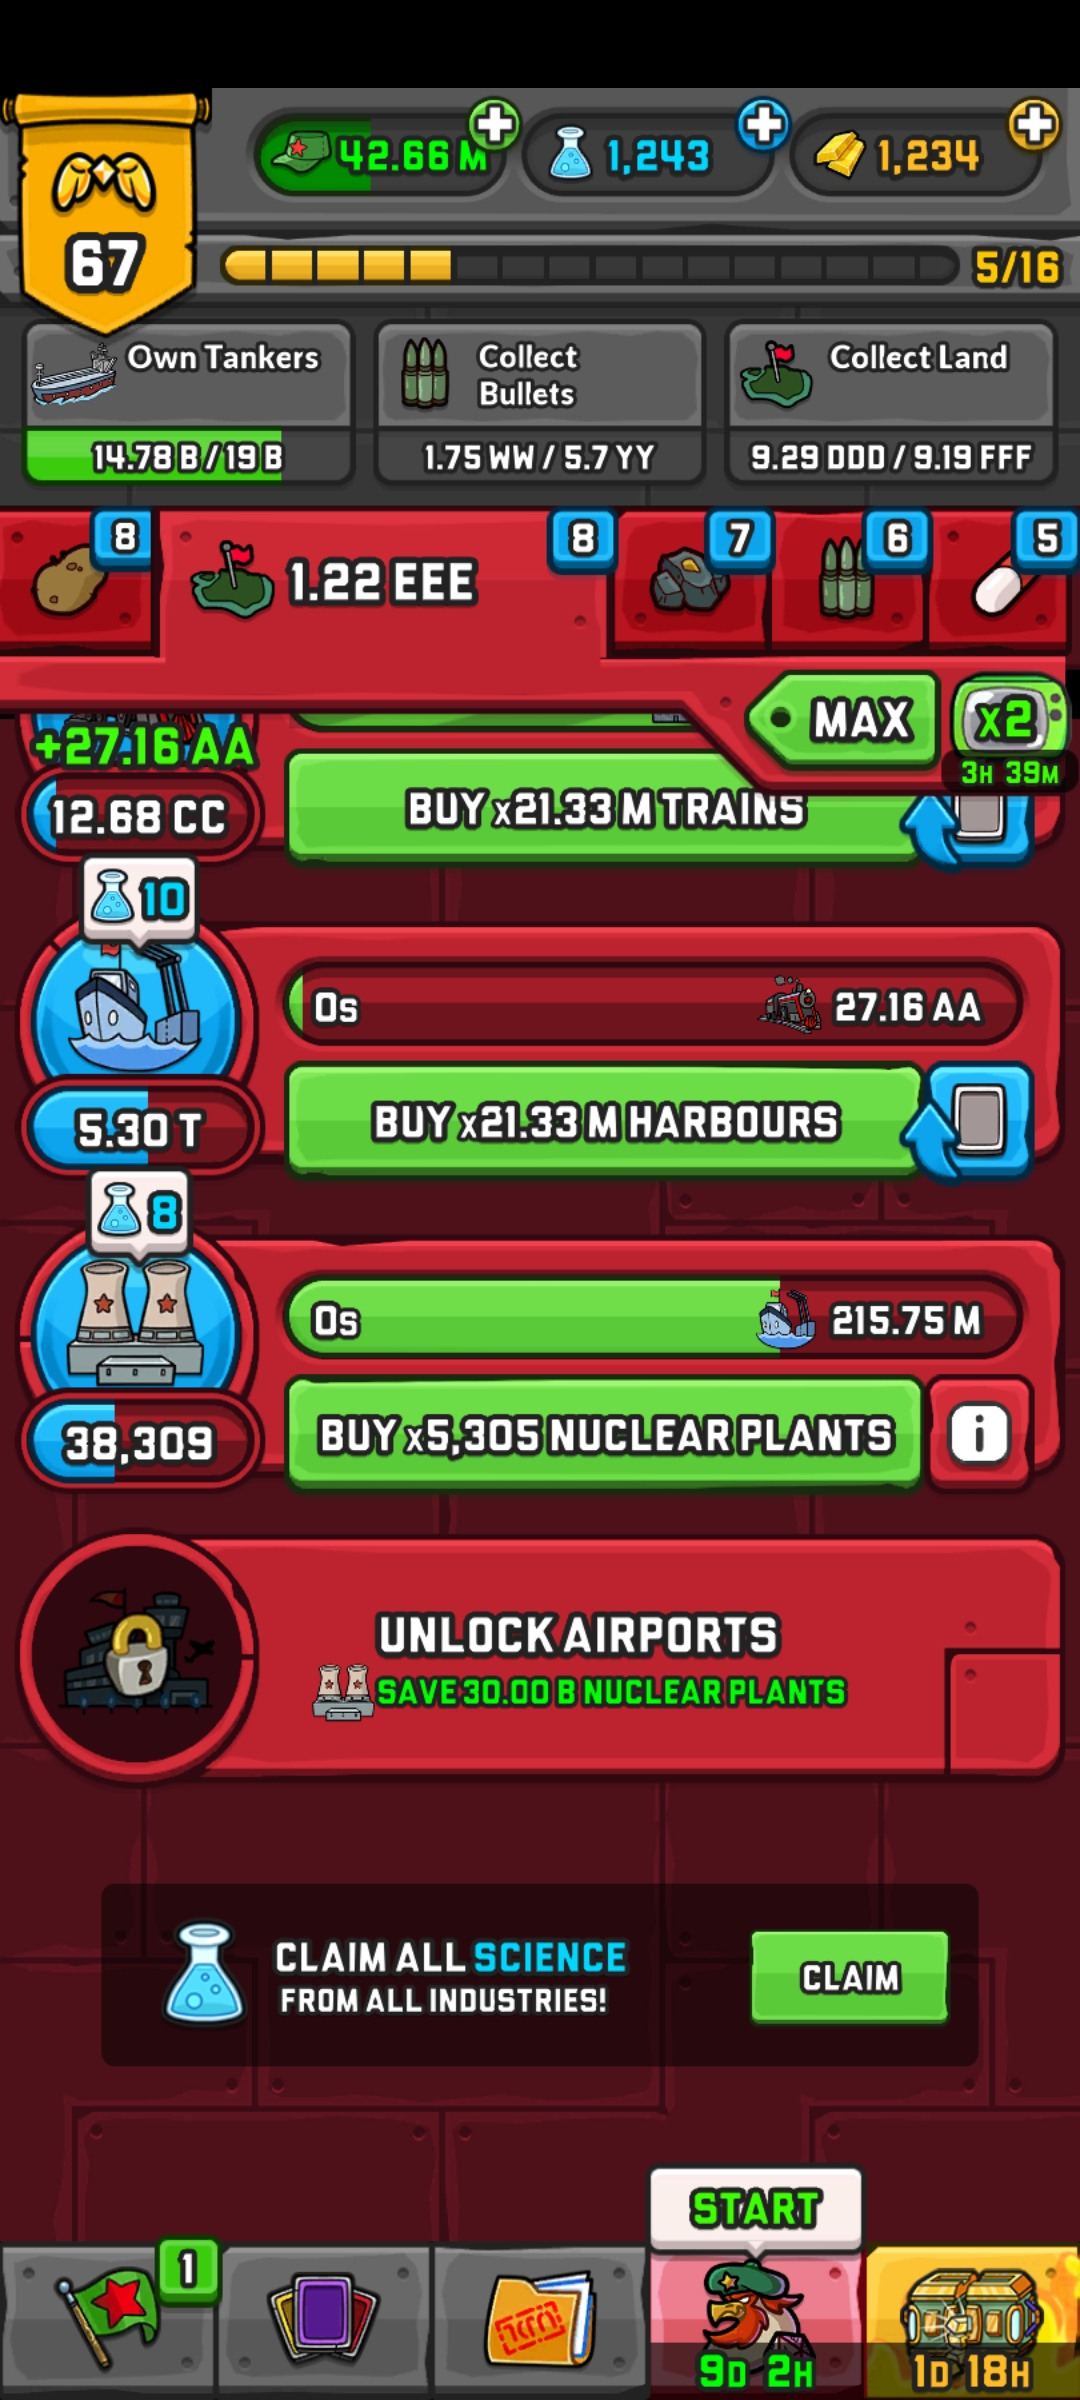 42.66 M
1,243
1,234
67
5/16
Own Tankers
14.78 B / 19 B
Collect
Bullets
1.75 WW / 5.7 YY
Collect Land
9.29 DDD / 9.19 FFF
8
1.22 EEE
8
7
6
5
MAX
x2
3H 39M
+27.16 AA
12.68 CC
BUY x21.33 M TRAINS
10
0s
27.16 AA
5.30 T
BUY x21.33 M HARBOURS
8
0s
215.75 M
38,309
BUY x5,305 NUCLEAR PLANTS
i
UNLOCK AIRPORTS
SAVE 30.00 B NUCLEAR PLANTS
CLAIM ALL SCIENCE
FROM ALL INDUSTRIES!
CLAIM
START
1
9D 2H
1D 18H